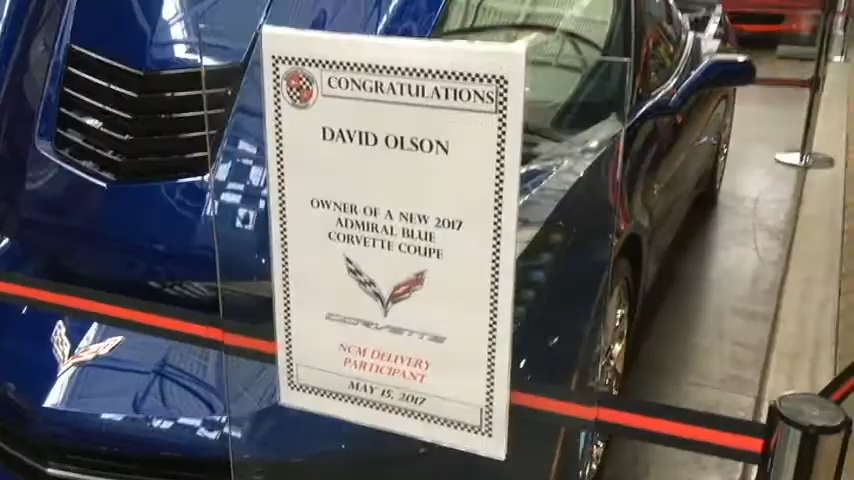 CONGRATULATIONS
DAVID OLSON
OWNER OF A NEW 2017
ADMIRAL BLUE
CORVETTE COUPE
CORVETTE
NCM DELIVERY
PARTICIPANT
MAY 15, 2017